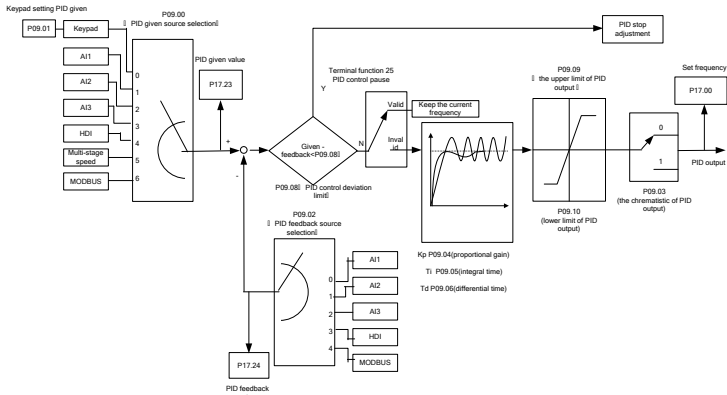 Keypad setting PID given
P09.00
PID given source selection
P09.01
Keypad
AI1
AI2
AI3
HDI
Multi-stage
speed
MODBUS
0
1
2
3
4
5
6
PID given value
P17.23
+
-
Y
Given -
feedback<P09.08
N
P09.08 PID control deviation
limit
Terminal function 25
PID control pause
Valid
Inval
id
Keep the current
frequency
PID stop
adjustment
P09.09
the upper limit of PID
output
P09.10
(lower limit of PID
output)
Set frequency
P17.00
0
1
PID output
P09.03
(the chrematistic of PID
output)
P09.02
PID feedback source
selection
0
1
2
3
4
AI1
AI2
AI3
HDI
MODBUS
Kp P09.04(proportional gain)
Ti P09.05(integral time)
Td P09.06(differential time)
P17.24
PID feedback